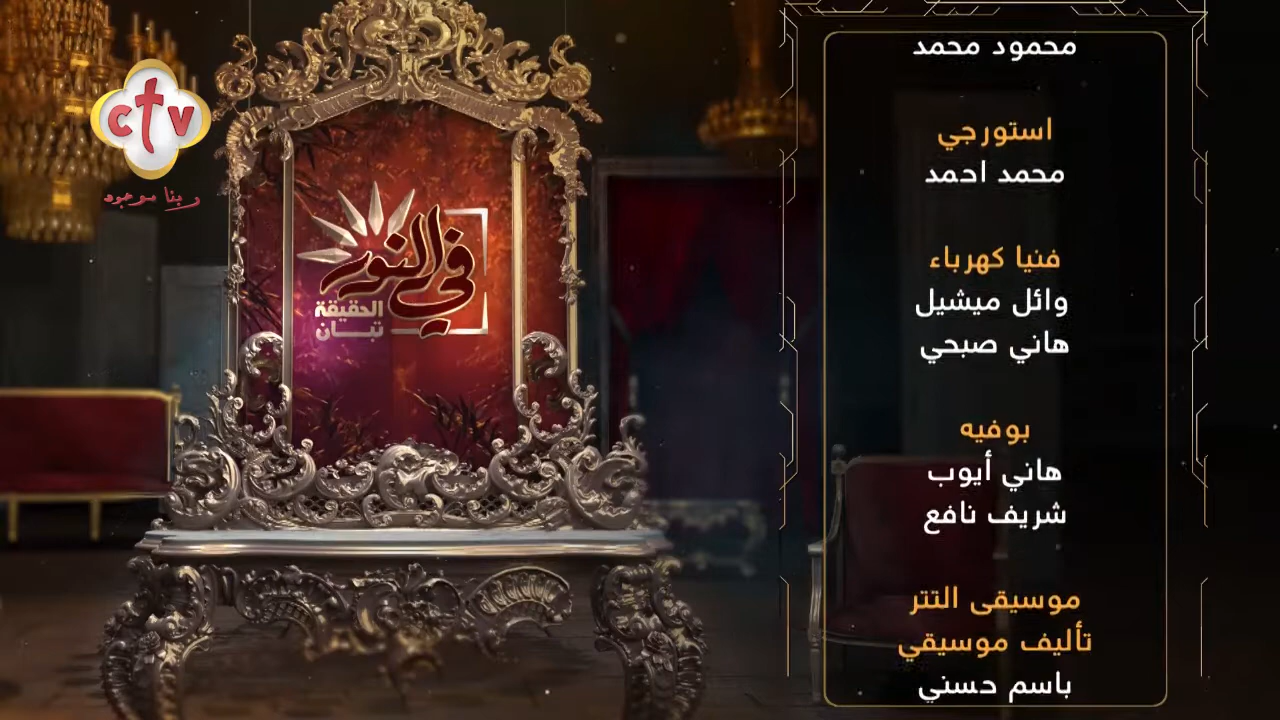 ctv
ربنا موجود
في النور
الحقيقة
تبان
محمود محمد
استورجي
محمد احمد
فنيا كهرباء
وائل ميشيل
هاني صبحي
بوفيه
هاني أيوب
شريف نافع
موسيقى التتر
تأليف موسيقي
باسم حسني